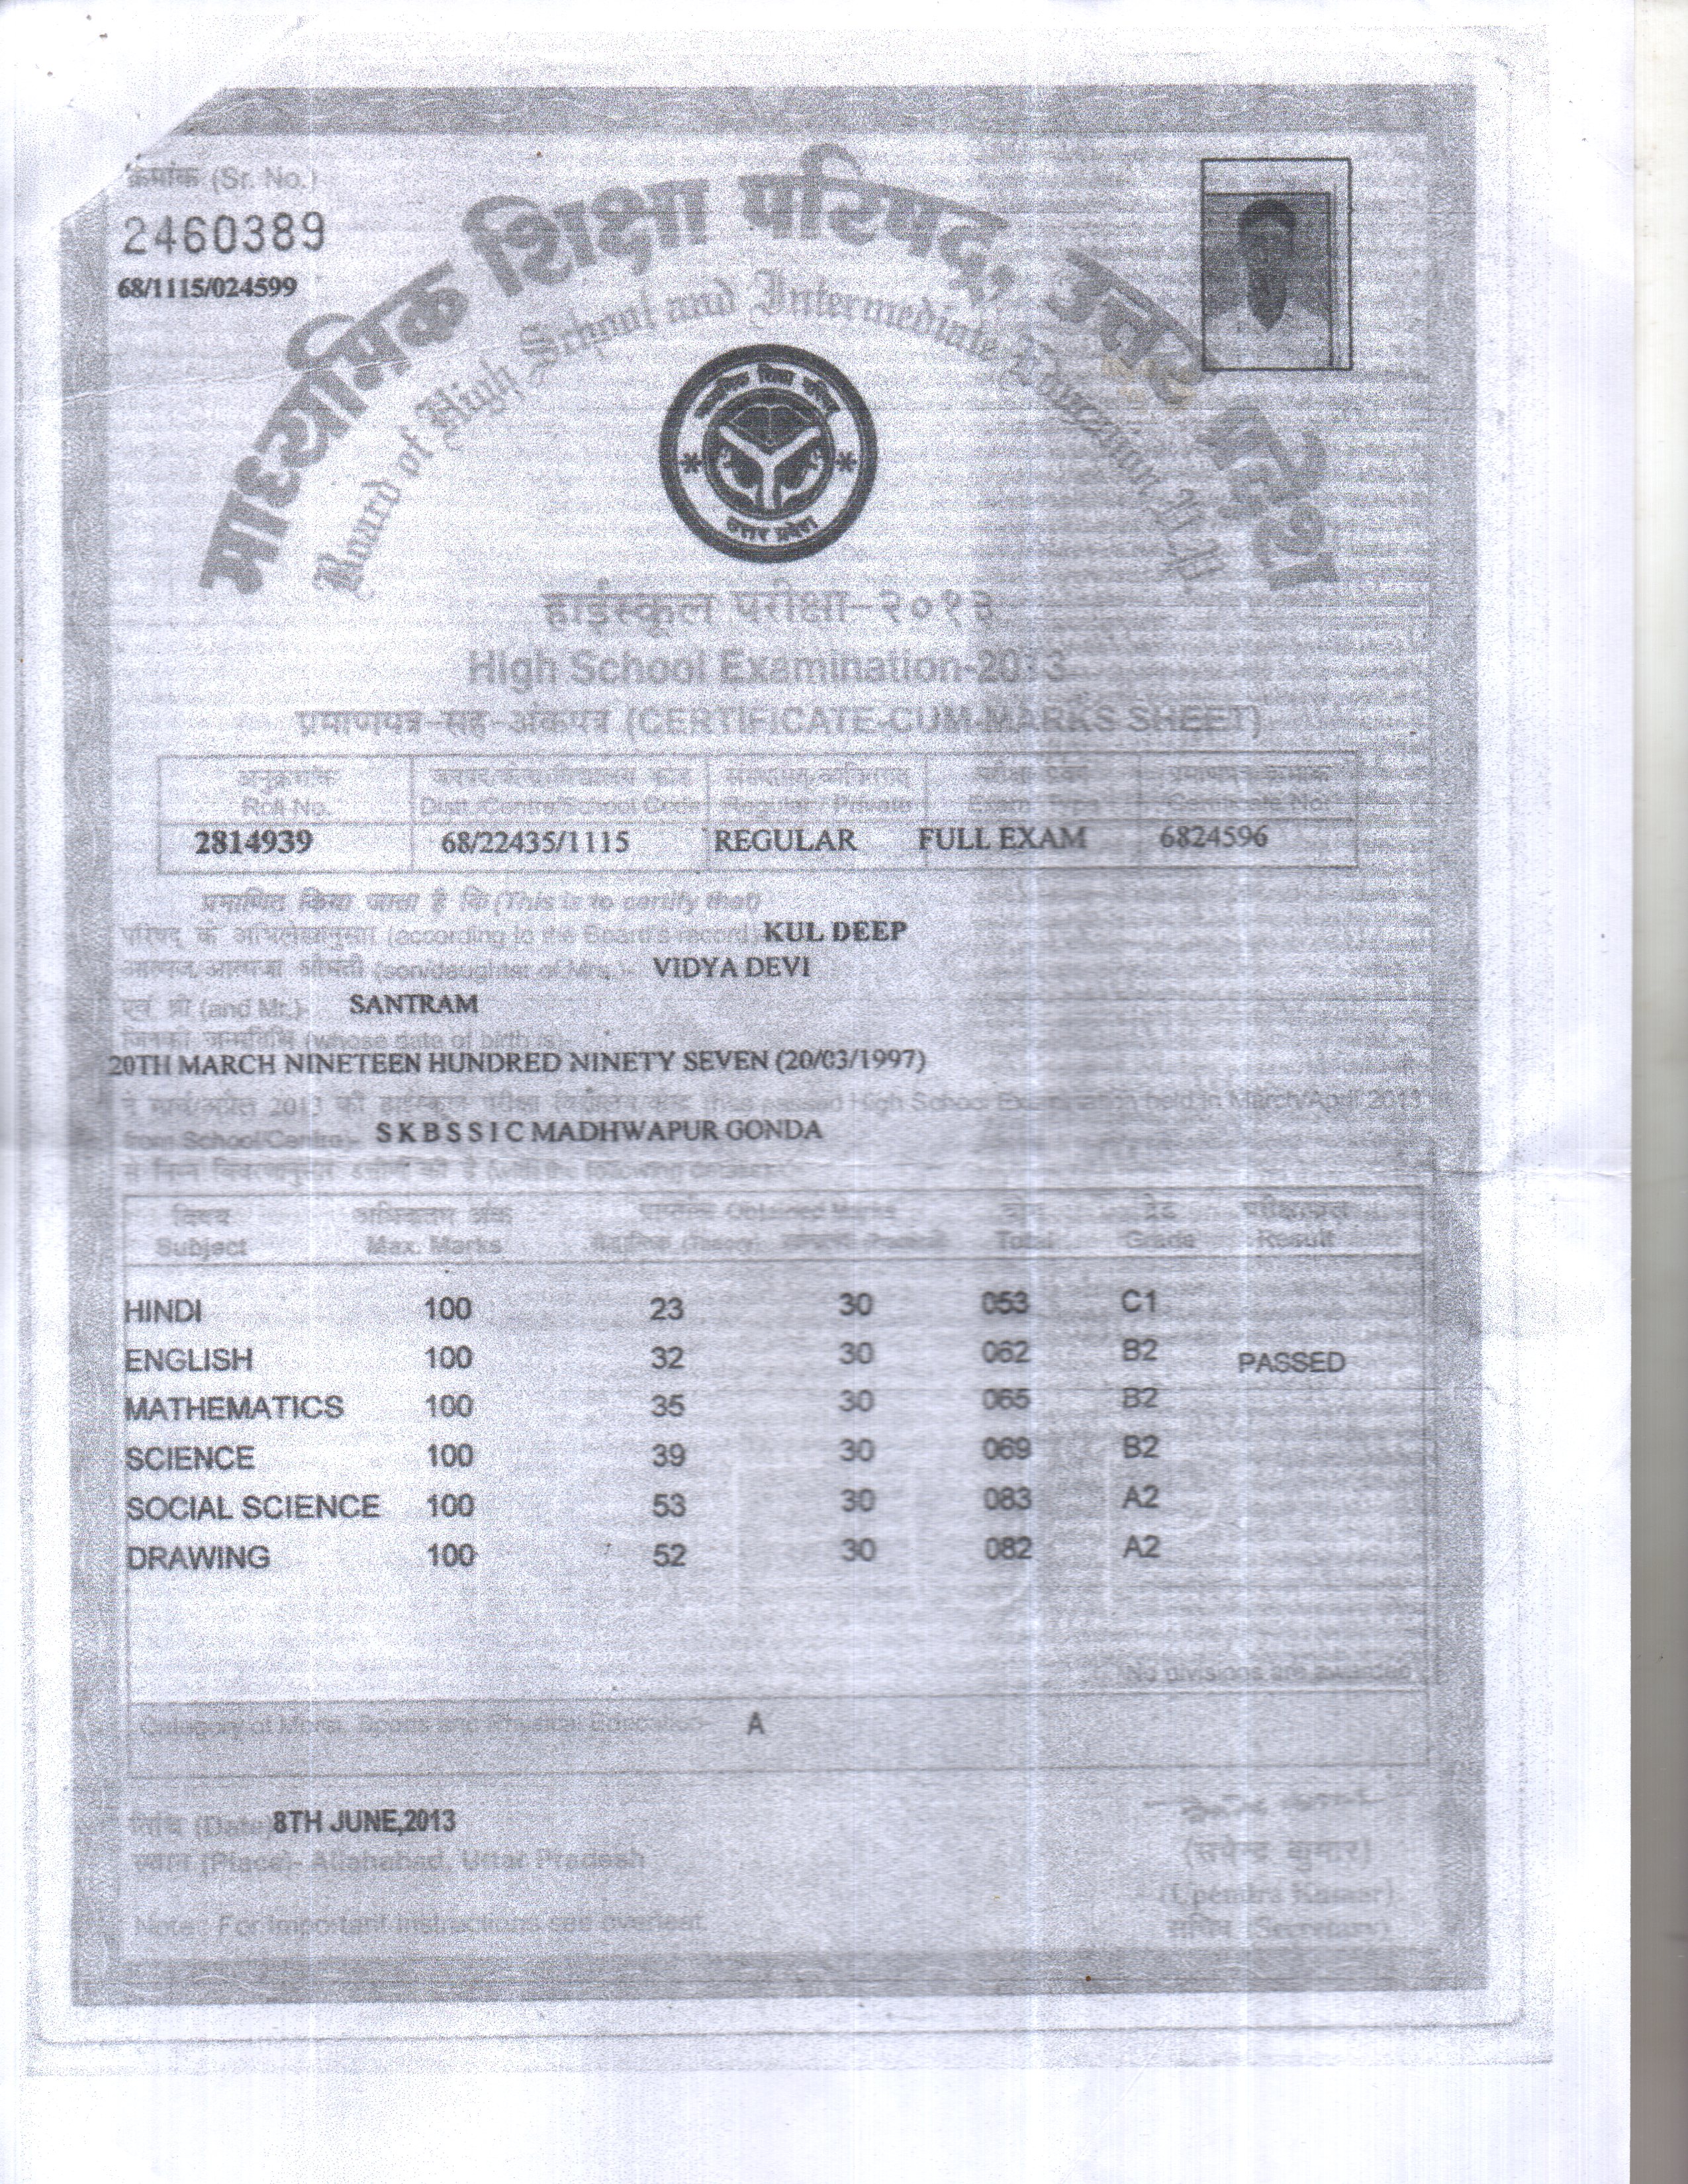 क्रमांक (Sr. No.)
2460389
68/1115/024599
माध्यमिक शिक्षा परिषद्, उत्तर प्रदेश
Board of High School and Intermediate Education U.P.
माध्यमिक शिक्षा परिषद
उत्तर प्रदेश
हाईस्कूल परीक्षा-२०१३
High School Examination-2013
प्रमाणपत्र-सह-अंकपत्र (CERTIFICATE-CUM-MARKS SHEET)
अनुक्रमांक जनपद/केन्द्र/विद्यालय कोड संस्थागत/व्यक्तिगत परीक्षा प्रकार प्रमाणपत्र क्रमांक
Roll No. Distt./Centre/School Code Regular / Private Exam. Type Certificate No.
2814939 68/22435/1115 REGULAR FULL EXAM 6824596
प्रमाणित किया जाता है कि (This is to certify that)
परिषद् के अभिलेखानुसार (according to the Board's record) KUL DEEP
आत्मज/आत्मजा श्रीमती (son/daughter of Mrs.)- VIDYA DEVI
एवं श्री (and Mr.)- SANTRAM
जिनकी जन्मतिथि (whose date of birth is)-
20TH MARCH NINETEEN HUNDRED NINETY SEVEN (20/03/1997)
ने मार्च/अप्रैल 2013 की हाईस्कूल परीक्षा (has passed High School Examination held in March/April 2013
from School/Centre)- S K B S S I C MADHWAPUR GONDA
से निम्न विवरणानुसार उत्तीर्ण की है (with the following details)-
विषय अधिकतम अंक प्राप्तांक Obtained Marks योग ग्रेड परीक्षाफल
Subject Max. Marks (Theory) Total Grade Result
HINDI 100 23 30 053 C1
ENGLISH 100 32 30 062 B2 PASSED
MATHEMATICS 100 35 30 065 B2
SCIENCE 100 39 30 069 B2
SOCIAL SCIENCE 100 53 30 083 A2
DRAWING 100 52 30 082 A2
No divisions are awarded
Category of Moral, Sports and Physical Education- A
तिथि (Date) 8TH JUNE,2013
स्थान (Place)- Allahabad, Uttar Pradesh
(Upendra Kumar)
सचिव (Secretary)
Note: For important instructions see overleaf.